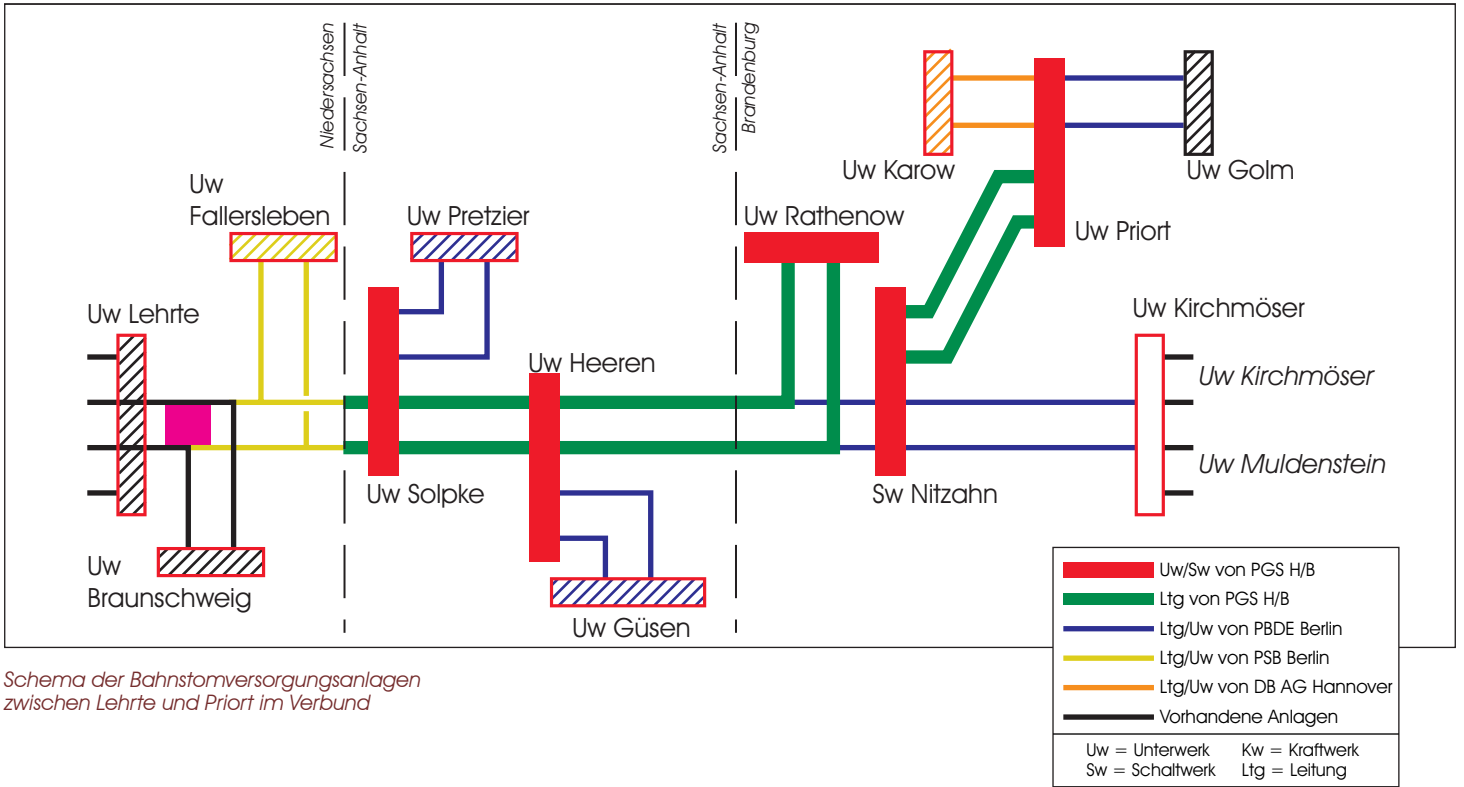 Niedersachsen
Sachsen-Anhalt
Sachsen-Anhalt
Brandenburg
Uw Karow
Uw Golm
Uw
Fallersleben
Uw Pretzier
Uw Rathenow
Uw Priort
Uw Lehrte
Uw Heeren
Uw Kirchmöser
Uw Kirchmöser
Uw Muldenstein
Uw Solpke
Sw Nitzahn
Uw
Braunschweig
Uw Güsen
Uw/Sw von PGS H/B
Ltg von PGS H/B
Ltg/Uw von PBDE Berlin
Ltg/Uw von PSB Berlin
Ltg/Uw von DB AG Hannover
Vorhandene Anlagen
Uw = Unterwerk Kw = Kraftwerk
Sw = Schaltwerk Ltg = Leitung
Schema der Bahnstomversorgungsanlagen
zwischen Lehrte und Priort im Verbund